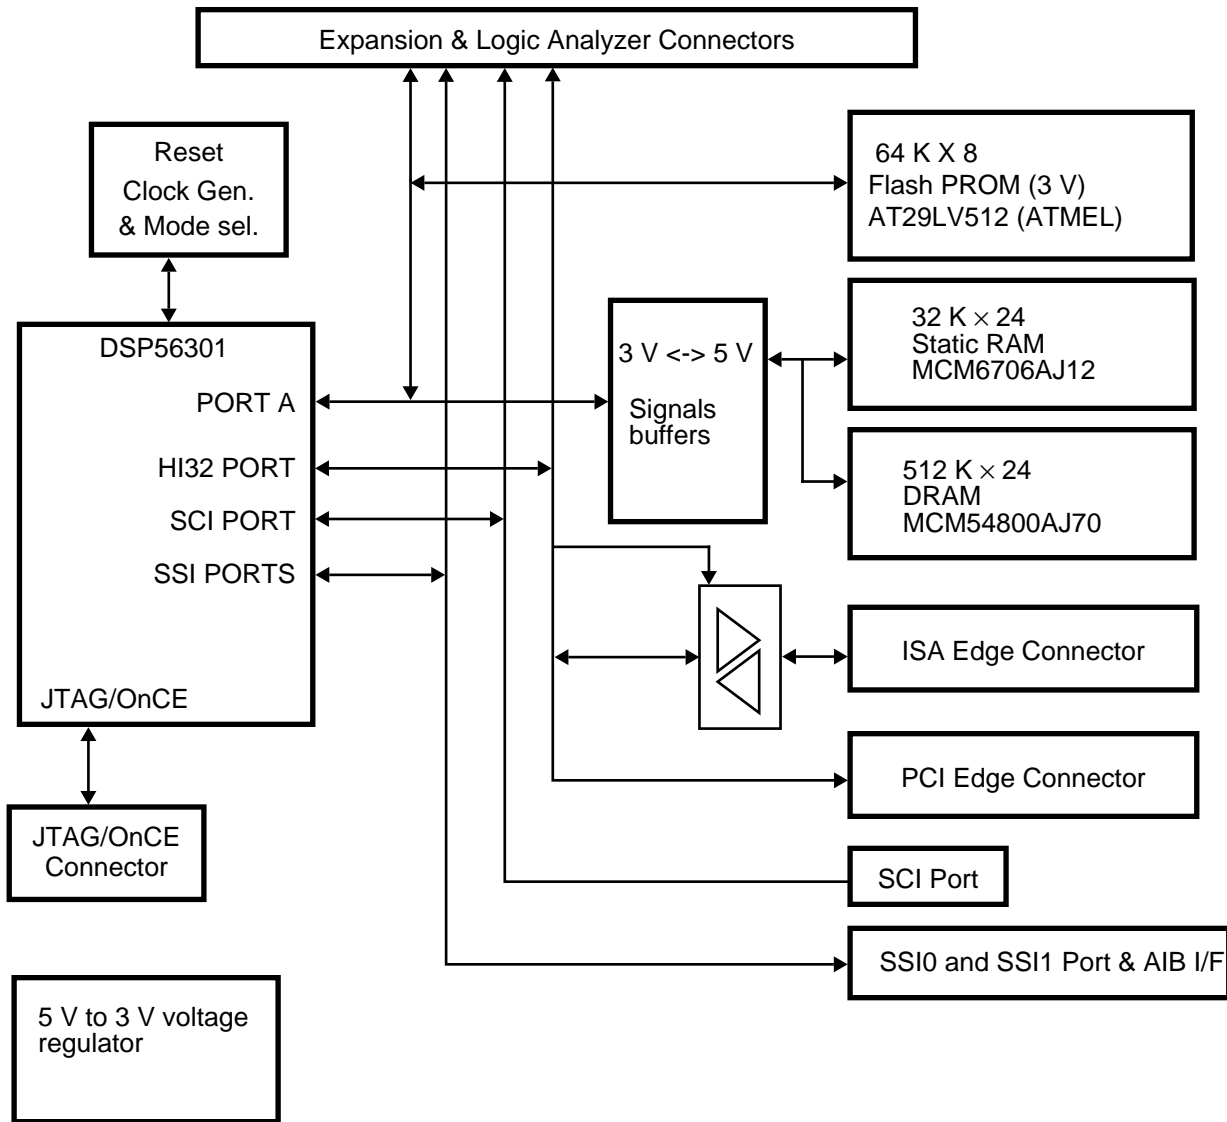 Expansion & Logic Analyzer Connectors
Reset
Clock Gen.
& Mode sel.
64 K X 8
Flash PROM (3 V)
AT29LV512 (ATMEL)
DSP56301
PORT A
HI32 PORT
SCI PORT
SSI PORTS
JTAG/OnCE
3 V <-> 5 V
Signals
buffers
32 K × 24
Static RAM
MCM6706AJ12
512 K × 24
DRAM
MCM54800AJ70
ISA Edge Connector
PCI Edge Connector
JTAG/OnCE
Connector
SCI Port
SSI0 and SSI1 Port & AIB I/F
5 V to 3 V voltage
regulator